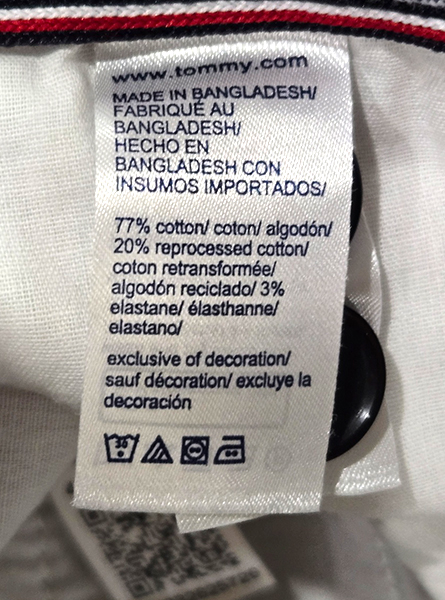 www.tommy.com
MADE IN BANGLADESH/
FABRIQUÉ AU
BANGLADESH/
HECHO EN
BANGLADESH CON
INSUMOS IMPORTADOS/
77% cotton/ coton/ algodón/
20% reprocessed cotton/
coton retransformée/
algodón reciclado/ 3%
elastane/ élasthanne/
elastano/
exclusive of decoration/
sauf décoration/ excluye la
decoración
30